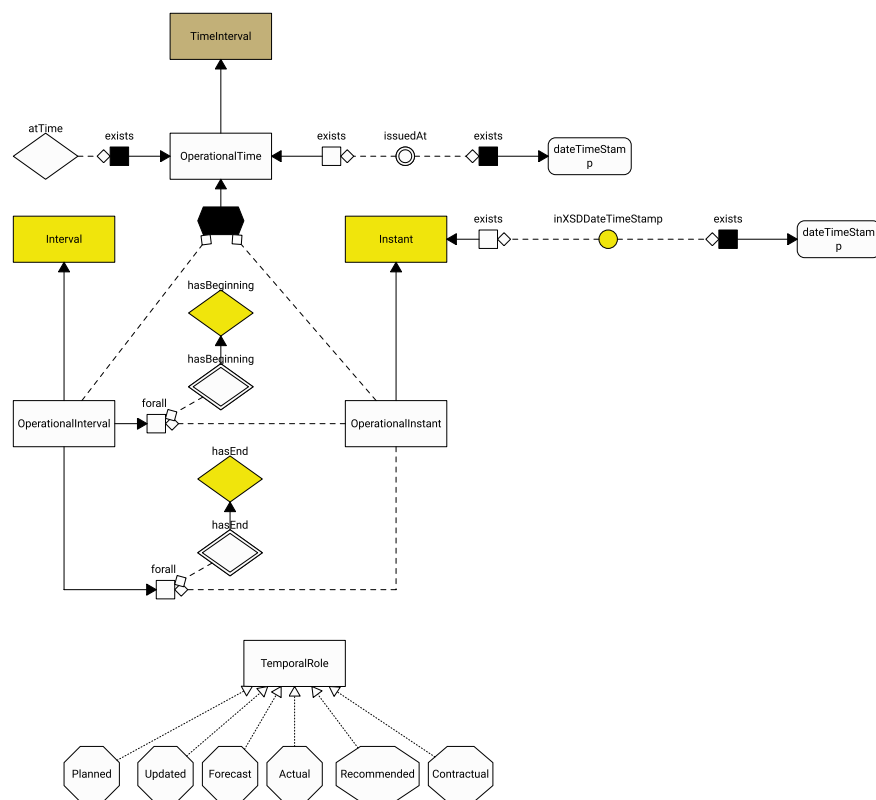 TimeInterval
atTime
exists
exists
issuedAt
exists
OperationalTime
dateTimeStam
p
Interval
Instant
exists
inXSDDateTimeStamp
exists
dateTimeStam
p
hasBeginning
hasBeginning
forall
OperationalInterval
OperationalInstant
hasEnd
hasEnd
forall
TemporalRole
Planned
Updated
Forecast
Actual
Recommended
Contractual